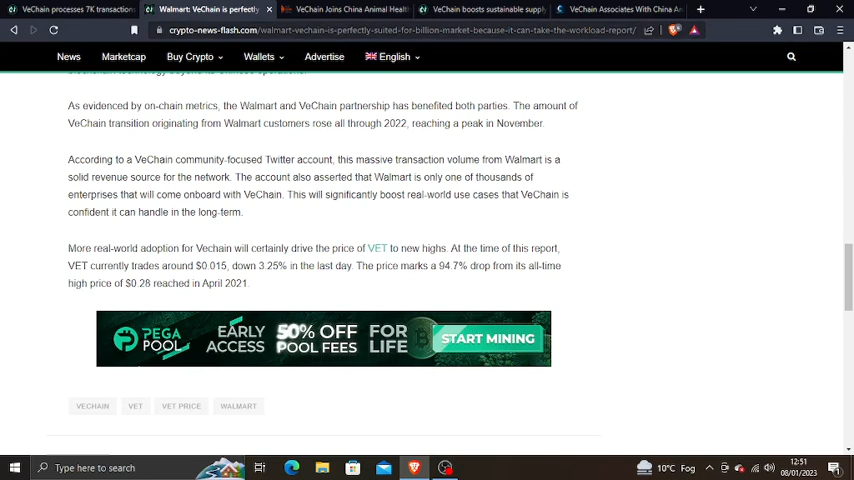 VeChain processes 7K transactions
Walmart: VeChain is perfectly
VeChain Joins China Animal Heal
VeChain boosts sustainable supply
VeChain Associates With China An
crypto-news-flash.com/walmart-vechain-is-perfectly-suited-for-billion-market-because-it-can-take-the-workload-report/
News
Marketcap
Buy Crypto
Wallets
Advertise
English
As evidenced by on-chain metrics, the Walmart and VeChain partnership has benefited both parties. The amount of
VeChain transition originating from Walmart customers rose all through 2022, reaching a peak in November.
According to a VeChain community-focused Twitter account, this massive transaction volume from Walmart is a
solid revenue source for the network. The account also asserted that Walmart is only one of thousands of
enterprises that will come onboard with VeChain. This will significantly boost real-world use cases that VeChain is
confident it can handle in the long-term.
More real-world adoption for Vechain will certainly drive the price of VET to new highs. At the time of this report,
VET currently trades around $0.015, down 3.25% in the last day. The price marks a 94.7% drop from its all-time
high price of $0.28 reached in April 2021.
PEGA
POOL
EARLY
ACCESS
50% OFF
POOL FEES
FOR
LIFE
START MINING
VECHAIN
VET
VET PRICE
WALMART
Type here to search
10°C Fog
12:51
08/01/2023